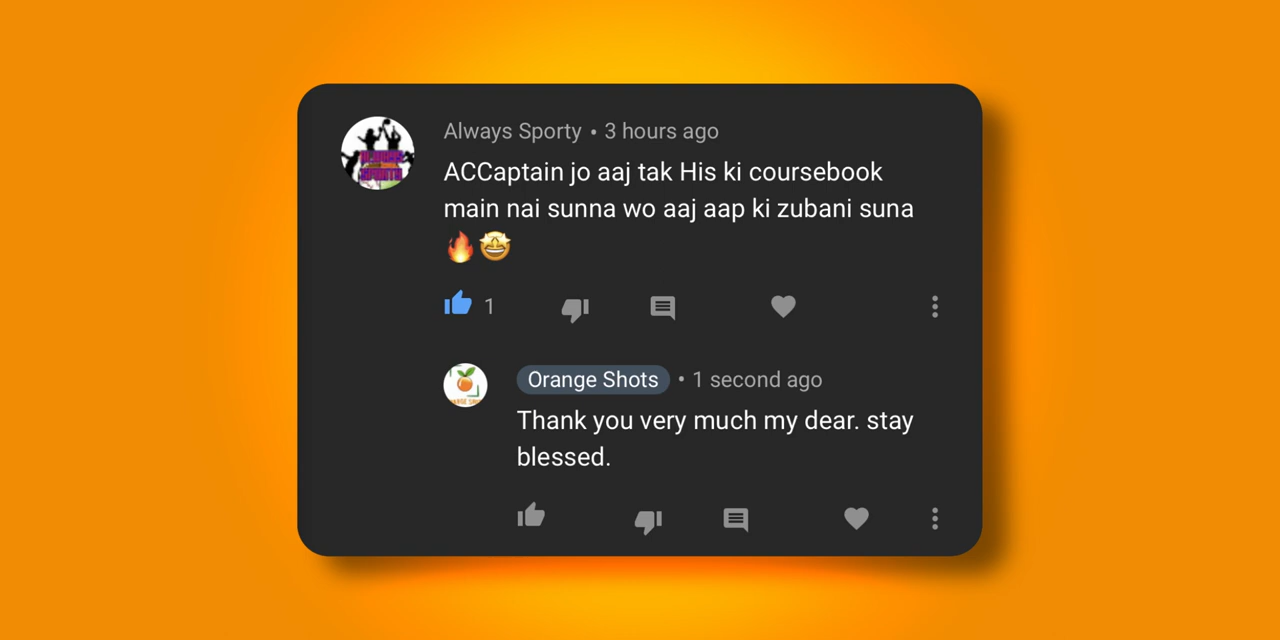 Always Sporty • 3 hours ago
ACCaptain jo aaj tak His ki coursebook
main nai sunna wo aaj aap ki zubani suna
🔥🤩
1
Orange Shots • 1 second ago
Thank you very much my dear. stay
blessed.